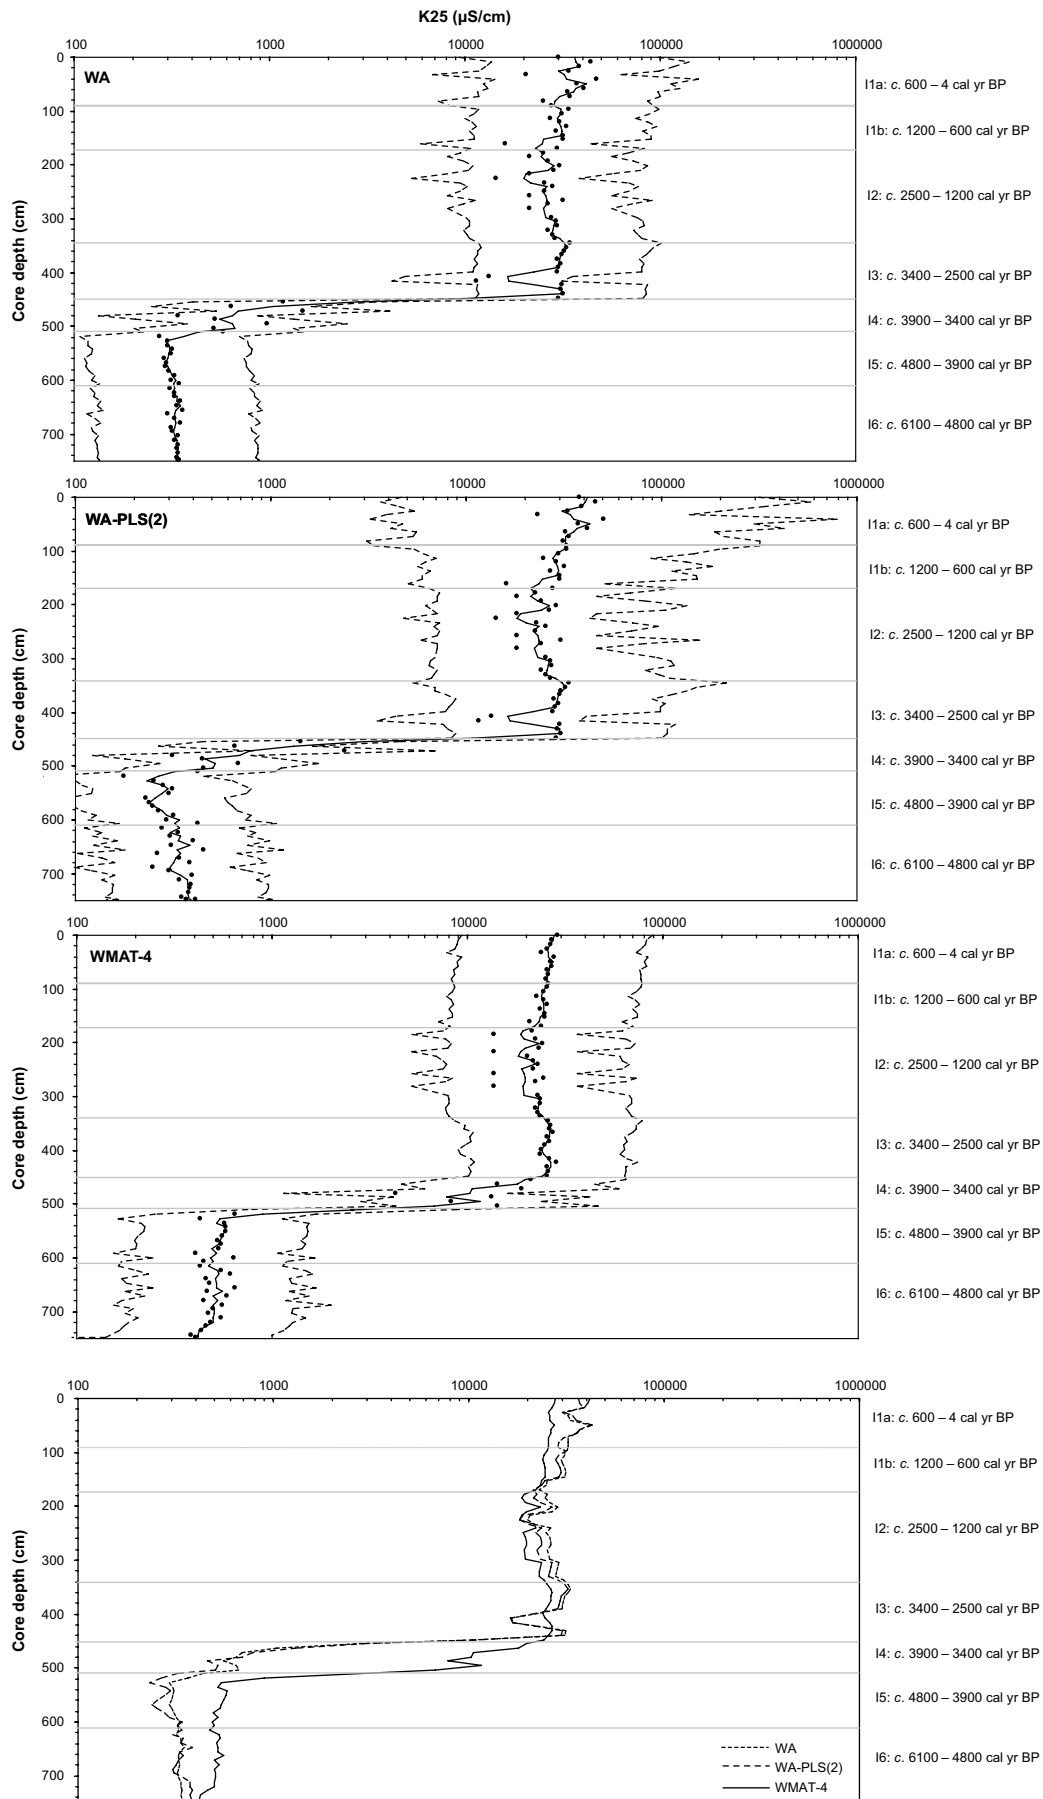 K25 (µS/cm)
100 1000 10000 100000 1000000
0
WA
I1a: c. 600 – 4 cal yr BP
100
I1b: c. 1200 – 600 cal yr BP
200
I2: c. 2500 – 1200 cal yr BP
300
Core depth (cm)
400
I3: c. 3400 – 2500 cal yr BP
500
I4: c. 3900 – 3400 cal yr BP
I5: c. 4800 – 3900 cal yr BP
600
I6: c. 6100 – 4800 cal yr BP
700
100 1000 10000 100000 1000000
0
WA-PLS(2)
I1a: c. 600 – 4 cal yr BP
100
I1b: c. 1200 – 600 cal yr BP
200
I2: c. 2500 – 1200 cal yr BP
300
Core depth (cm)
400
I3: c. 3400 – 2500 cal yr BP
500
I4: c. 3900 – 3400 cal yr BP
I5: c. 4800 – 3900 cal yr BP
600
I6: c. 6100 – 4800 cal yr BP
700
100 1000 10000 100000 1000000
0
WMAT-4
I1a: c. 600 – 4 cal yr BP
100
I1b: c. 1200 – 600 cal yr BP
200
I2: c. 2500 – 1200 cal yr BP
300
Core depth (cm)
400
I3: c. 3400 – 2500 cal yr BP
500
I4: c. 3900 – 3400 cal yr BP
I5: c. 4800 – 3900 cal yr BP
600
I6: c. 6100 – 4800 cal yr BP
700
100 1000 10000 100000 1000000
0
I1a: c. 600 – 4 cal yr BP
100
I1b: c. 1200 – 600 cal yr BP
200
I2: c. 2500 – 1200 cal yr BP
300
Core depth (cm)
400
I3: c. 3400 – 2500 cal yr BP
500
I4: c. 3900 – 3400 cal yr BP
I5: c. 4800 – 3900 cal yr BP
600
I6: c. 6100 – 4800 cal yr BP
700
WA
WA-PLS(2)
WMAT-4